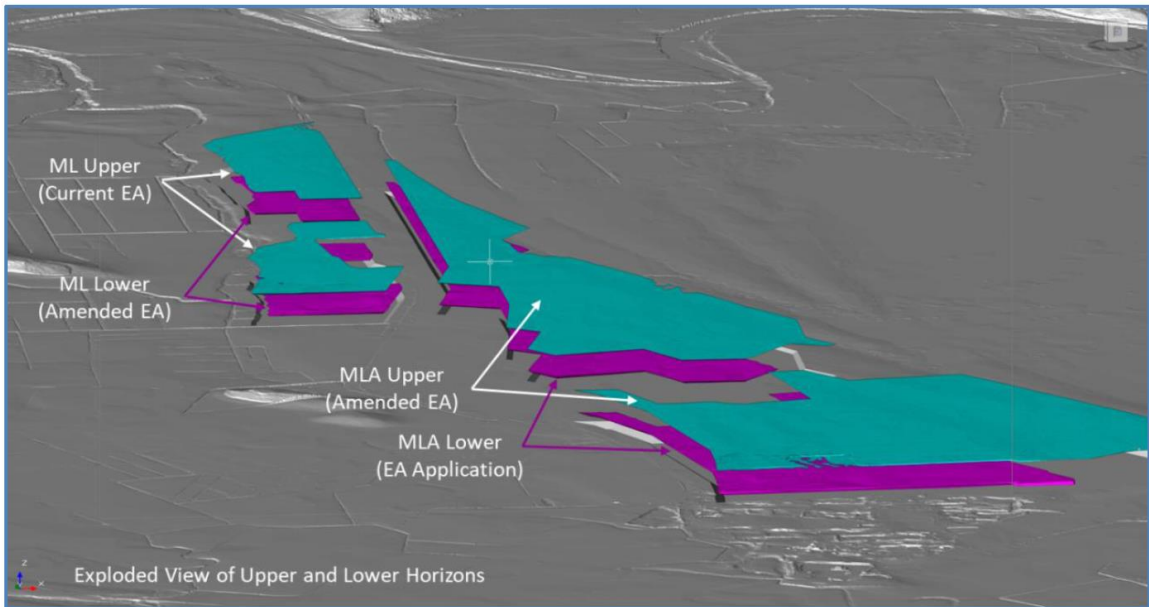 ML Upper
(Current EA)
ML Lower
(Amended EA)
MLA Upper
(Amended EA)
MLA Lower
(EA Application)
Exploded View of Upper and Lower Horizons
Z
X